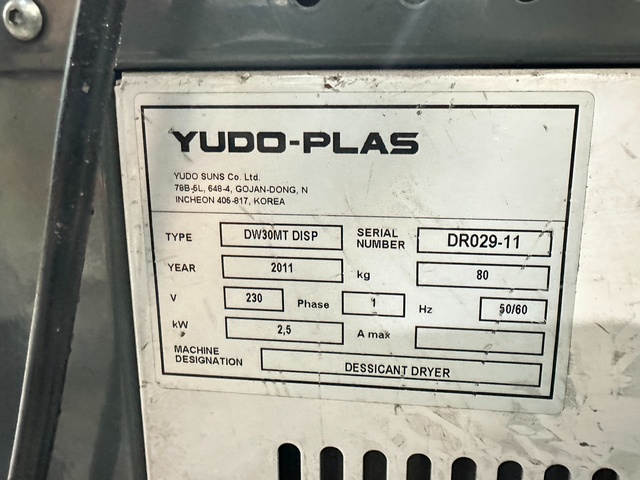 YUDO-PLAS
YUDO SUNS Co. Ltd.
79B-5L, 648-4, GOJAN-DONG, N
INCHEON 405-817, KOREA
TYPE DW30MT DISP SERIAL NUMBER DR029-11
YEAR 2011 kg 80
V 230 Phase 1 Hz 50/60
kW 2,5 A max
MACHINE DESIGNATION DESSICANT DRYER